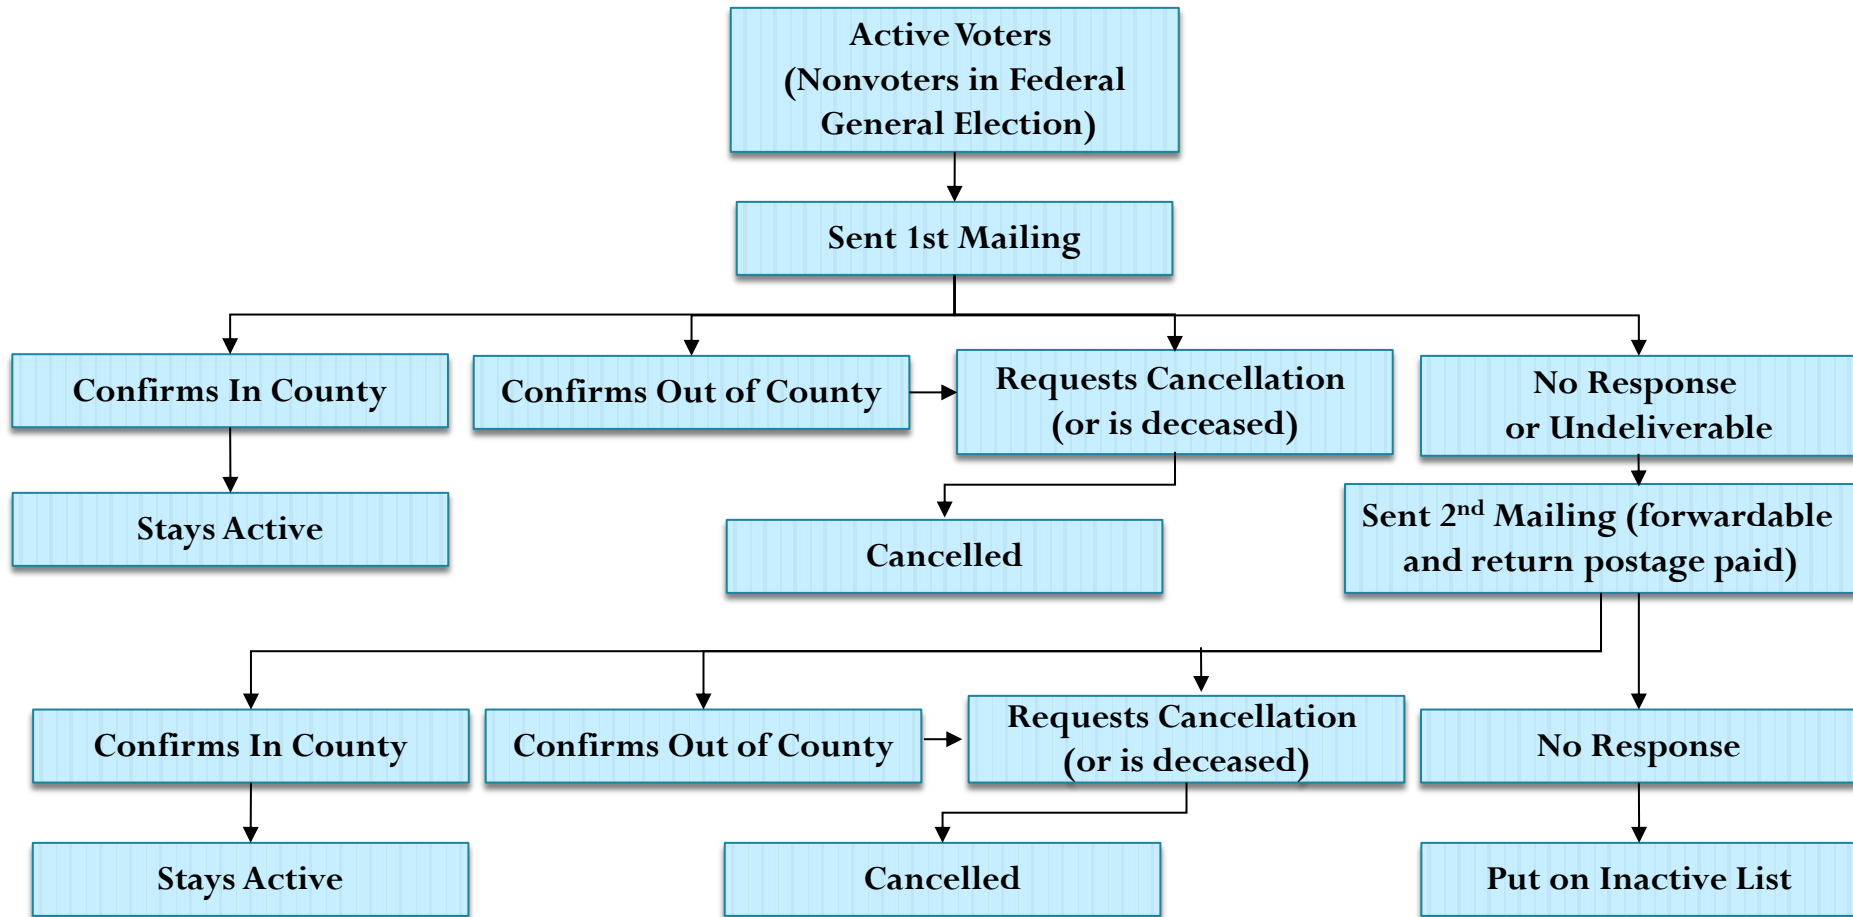 Active Voters
(Nonvoters in Federal
General Election)
Sent 1st Mailing
Confirms In County
Confirms Out of County
Requests Cancellation
(or is deceased)
No Response
or Undeliverable
Stays Active
Cancelled
Sent 2nd Mailing (forwardable
and return postage paid)
Confirms In County
Confirms Out of County
Requests Cancellation
(or is deceased)
No Response
Stays Active
Cancelled
Put on Inactive List